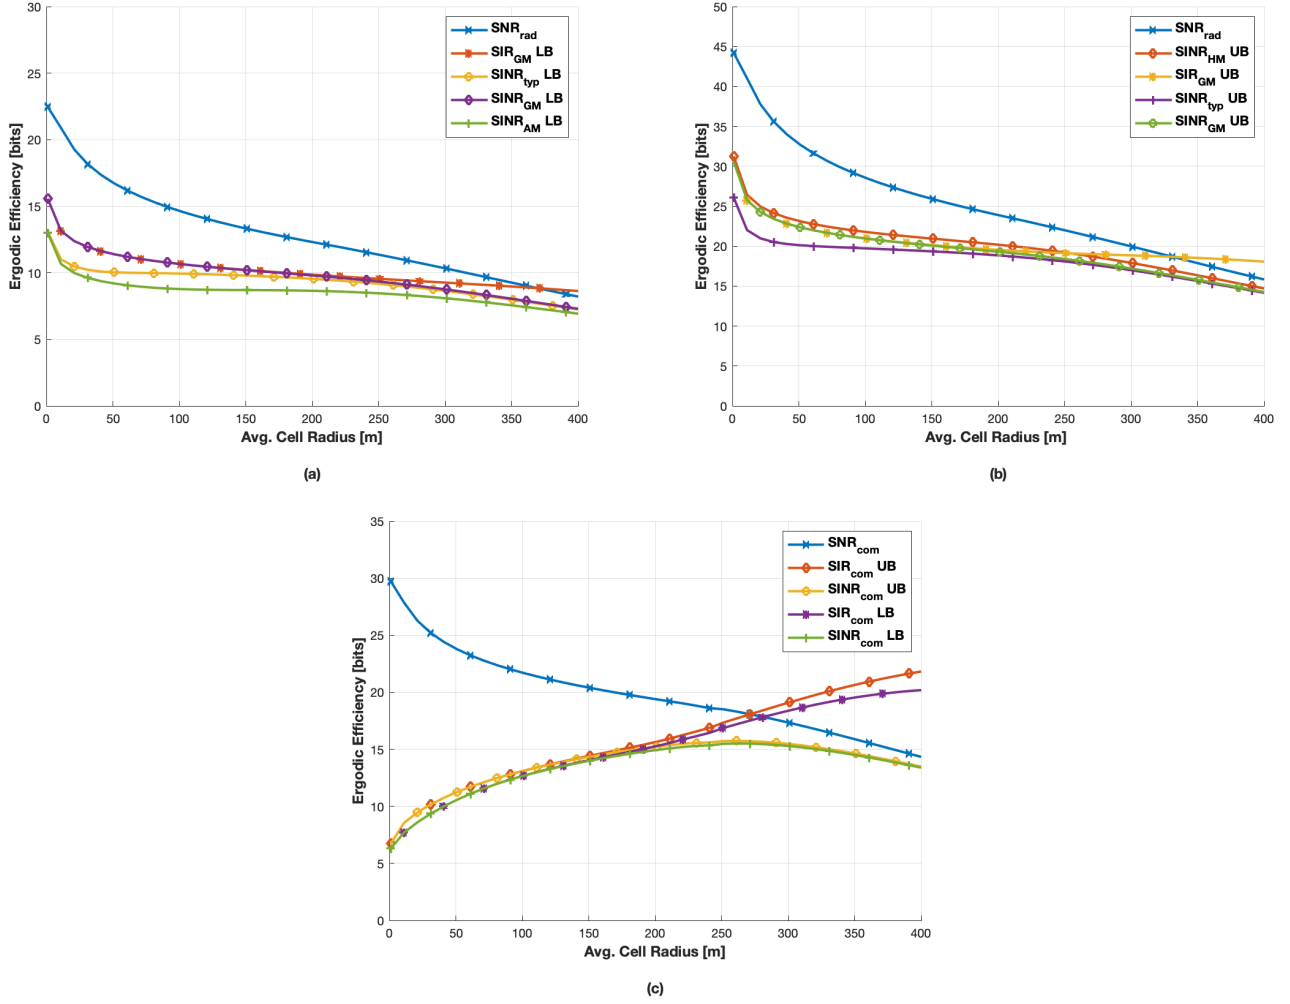 30
25
20
15
10
5
0
Ergodic Efficiency [bits]
SNRrad
SIRGM LB
SINRtyp LB
SINRGM LB
SINRAM LB
0 50 100 150 200 250 300 350 400
Avg. Cell Radius [m]
(a)
50
45
40
35
30
25
20
15
10
5
0
Ergodic Efficiency [bits]
SNRrad
SINRHM UB
SIRGM UB
SINRtyp UB
SINRGM UB
0 50 100 150 200 250 300 350 400
Avg. Cell Radius [m]
(b)
35
30
25
20
15
10
5
0
Ergodic Efficiency [bits]
SNRcom
SIRcom UB
SINRcom UB
SIRcom LB
SINRcom LB
0 50 100 150 200 250 300 350 400
Avg. Cell Radius [m]
(c)